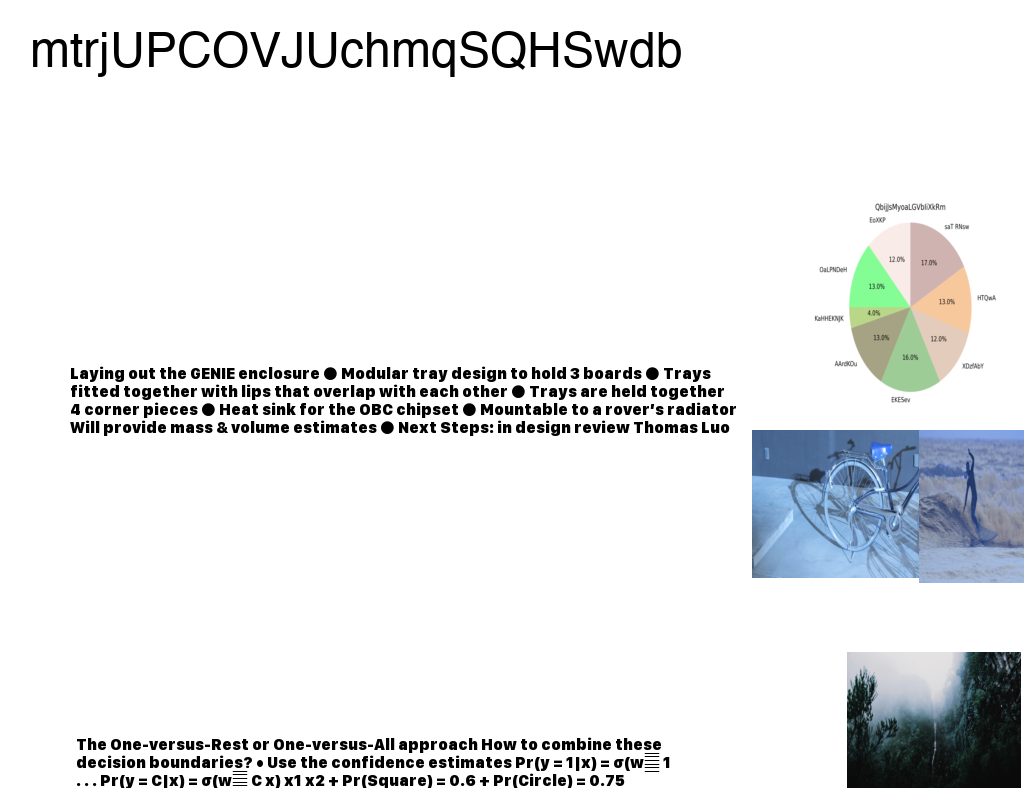 mtrjUPCOVJUchmqSQHSwdb
QbiJJsMyoaLGVbIiXkRm
EoXKP
saT RNsw
12.0%
17.0%
OaLPNDeH
13.0%
HTQwA
13.0%
KaHHEKNJK
4.0%
13.0%
12.0%
AArdKOu
16.0%
XDzfAbY
EKESev
Laying out the GENIE enclosure ● Modular tray design to hold 3 boards ● Trays
fitted together with lips that overlap with each other ● Trays are held together
4 corner pieces ● Heat sink for the OBC chipset ● Mountable to a rover's radiator
Will provide mass & volume estimates ● Next Steps: in design review Thomas Luo
The One-versus-Rest or One-versus-All approach How to combine these
decision boundaries? • Use the confidence estimates Pr(y = 1|x) = σ(w 1
. . . Pr(y = C|x) = σ(w C x) x1 x2 + Pr(Square) = 0.6 + Pr(Circle) = 0.75